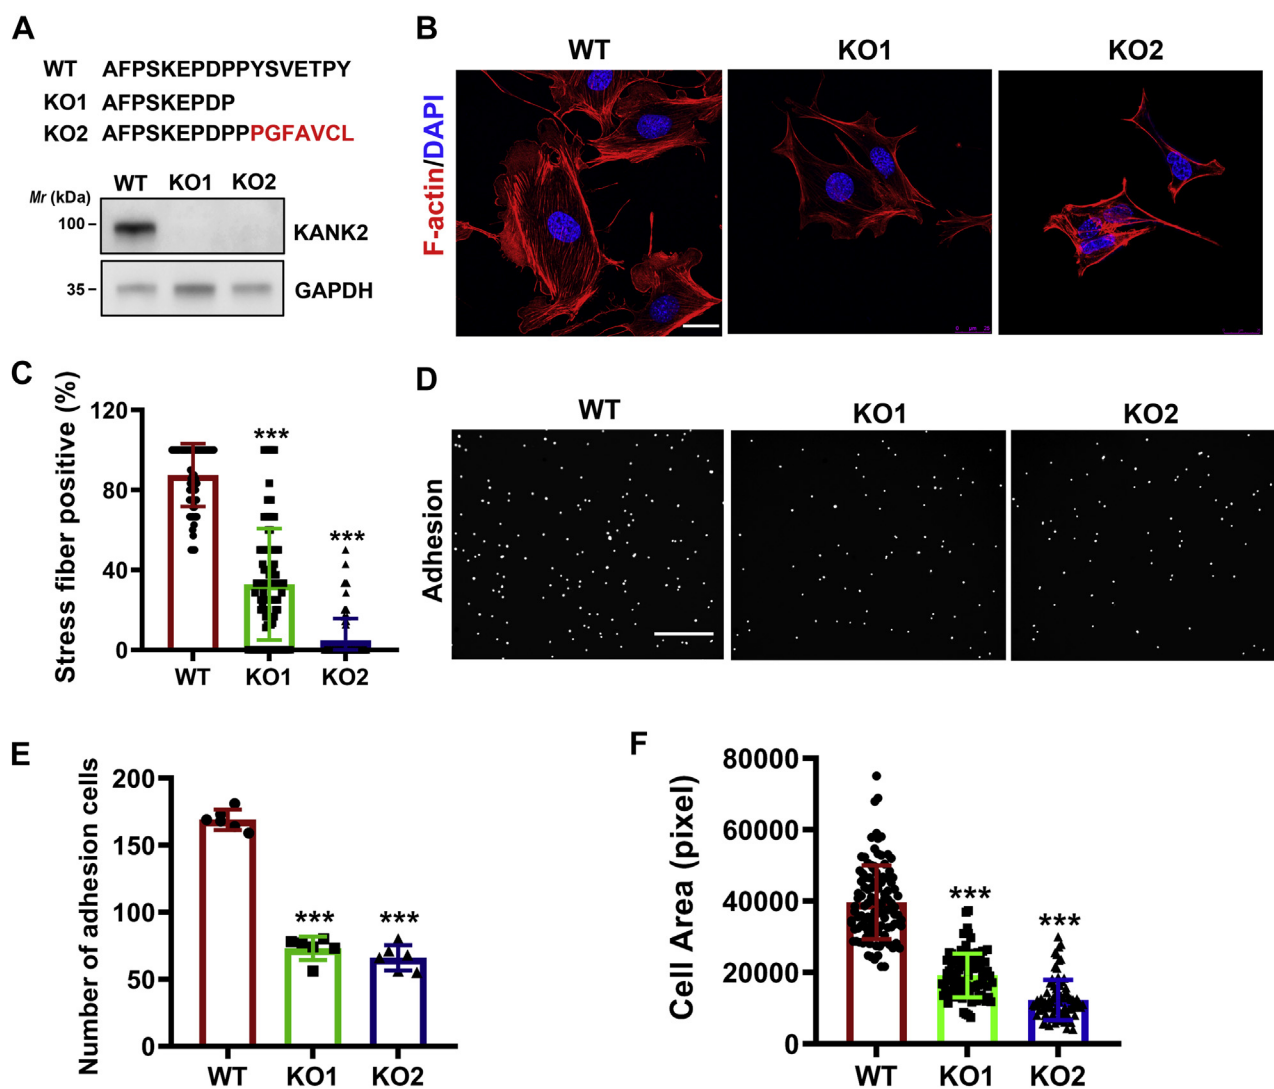 A
WT AFPSKEPDPPYSVETPY
KO1 AFPSKEPDP
KO2 AFPSKEPDPPPGFAVCL
WT KO1 KO2
Mr (kDa)
100
KANK2
35
GAPDH
B
WT KO1 KO2
F-actin/DAPI
C
Stress fiber positive (%)
120
80
40
0
***
***
WT KO1 KO2
D
WT KO1 KO2
Adhesion
E
Number of adhesion cells
200
150
100
50
0
*** ***
WT KO1 KO2
F
Cell Area (pixel)
80000
60000
40000
20000
0
***
***
WT KO1 KO2